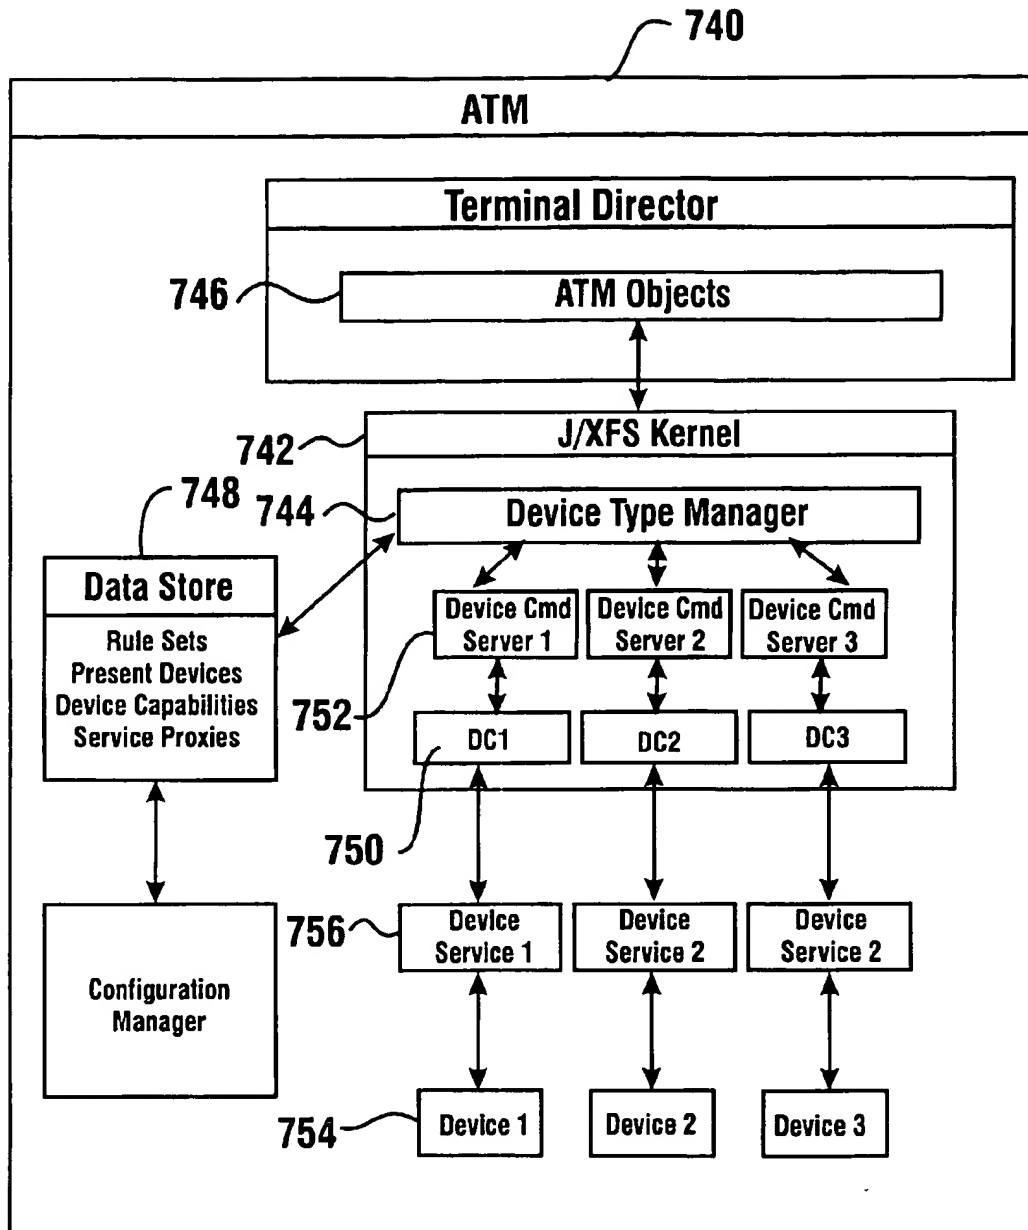 740
ATM
Terminal Director
746
ATM Objects
742
J/XFS Kernel
748
744
Device Type Manager
Data Store
Rule Sets
Present Devices
Device Capabilities
Service Proxies
Device Cmd
Server 1
Device Cmd
Server 2
Device Cmd
Server 3
752
DC1
DC2
DC3
750
756
Device
Service 1
Device
Service 2
Device
Service 2
Configuration
Manager
754
Device 1
Device 2
Device 3